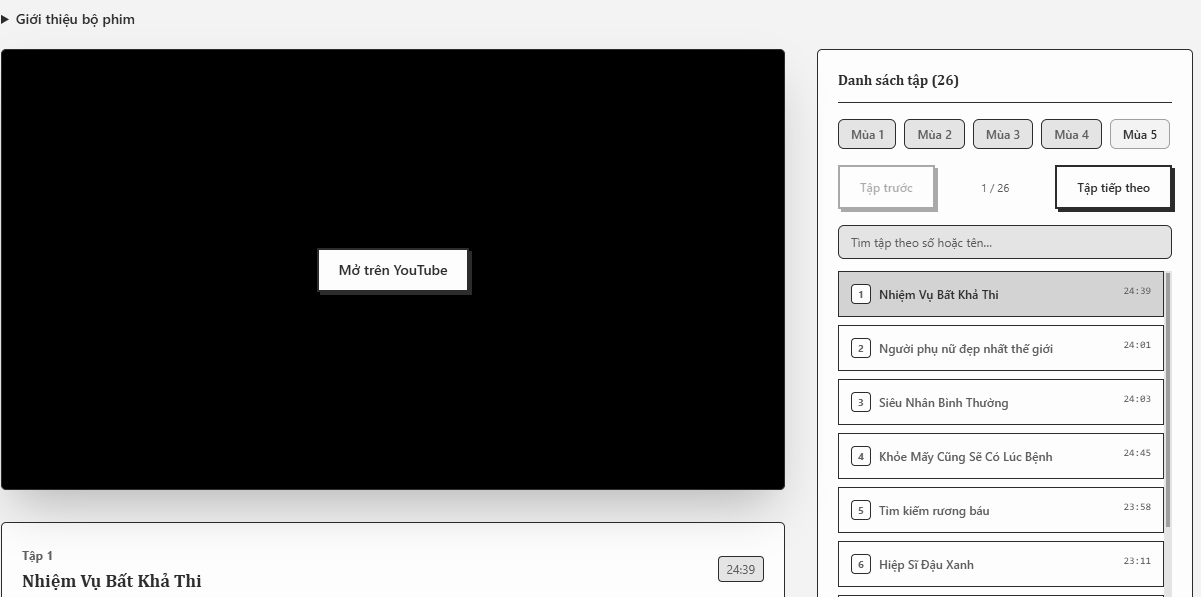 Giới thiệu bộ phim
Mở trên YouTube
Tập 1
Nhiệm Vụ Bất Khả Thi
24:39
Danh sách tập (26)
Mùa 1
Mùa 2
Mùa 3
Mùa 4
Mùa 5
Tập trước
1 / 26
Tập tiếp theo
Tìm tập theo số hoặc tên...
1 Nhiệm Vụ Bất Khả Thi 24:39
2 Người phụ nữ đẹp nhất thế giới 24:01
3 Siêu Nhân Bình Thường 24:03
4 Khỏe Mấy Cũng Sẽ Có Lúc Bệnh 24:45
5 Tìm kiếm rương báu 23:58
6 Hiệp Sĩ Đậu Xanh 23:11